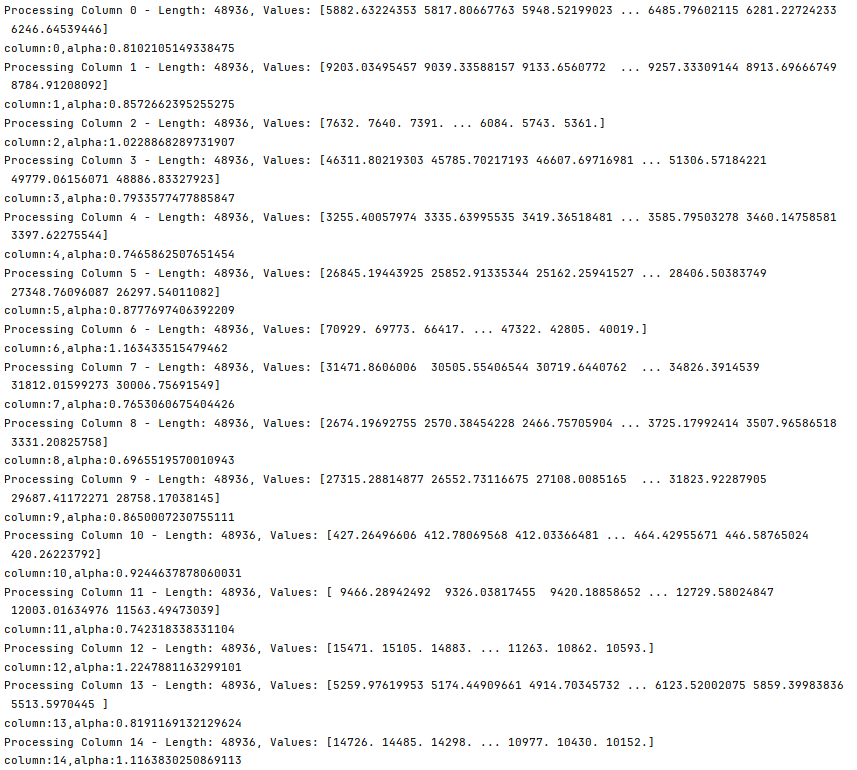 Processing Column 0 - Length: 48936, Values: [5882.63224353 5817.80667763 5948.52199023 ... 6485.79602115 6281.22724233
 6246.64539446]
column:0,alpha:0.8102105149338475
Processing Column 1 - Length: 48936, Values: [9203.03495457 9039.33588157 9133.6560772  ... 9257.33309144 8913.69666749
 8784.91208092]
column:1,alpha:0.8572662395255275
Processing Column 2 - Length: 48936, Values: [7632. 7640. 7391. ... 6084. 5743. 5361.]
column:2,alpha:1.0228868289731907
Processing Column 3 - Length: 48936, Values: [46311.80219303 45785.70217193 46607.69716981 ... 51306.57184221
 49779.06156071 48886.83327923]
column:3,alpha:0.7933577477885847
Processing Column 4 - Length: 48936, Values: [3255.40057974 3335.63995535 3419.36518481 ... 3585.79503278 3460.14758581
 3397.62275544]
column:4,alpha:0.7465862507651454
Processing Column 5 - Length: 48936, Values: [26845.19443925 25852.91335344 25162.25941527 ... 28406.50383749
 27348.76096087 26297.54011082]
column:5,alpha:0.8777697406392209
Processing Column 6 - Length: 48936, Values: [70929. 69773. 66417. ... 47322. 42805. 40019.]
column:6,alpha:1.163433515479462
Processing Column 7 - Length: 48936, Values: [31471.8606006  30505.55406544 30719.6440762  ... 34826.3914539
 31812.01599273 30006.75691549]
column:7,alpha:0.7653060675404426
Processing Column 8 - Length: 48936, Values: [2674.19692755 2570.38454228 2466.75705904 ... 3725.17992414 3507.96586518
 3331.20825758]
column:8,alpha:0.6965519570010943
Processing Column 9 - Length: 48936, Values: [27315.28814877 26552.73116675 27108.0085165  ... 31823.92287905
 29687.41172271 28758.17038145]
column:9,alpha:0.8650007230755111
Processing Column 10 - Length: 48936, Values: [427.26496606 412.78069568 412.03366481 ... 464.42955671 446.58765024
 420.26223792]
column:10,alpha:0.9244637878060031
Processing Column 11 - Length: 48936, Values: [ 9466.28942492  9326.03817455  9420.18858652 ... 12729.58024847
 12003.01634976 11563.49473039]
column:11,alpha:0.742318338331104
Processing Column 12 - Length: 48936, Values: [15471. 15105. 14883. ... 11263. 10862. 10593.]
column:12,alpha:1.2247881163299101
Processing Column 13 - Length: 48936, Values: [5259.97619953 5174.44909661 4914.70345732 ... 6123.52002075 5859.39983836
 5513.5970445 ]
column:13,alpha:0.8191169132129624
Processing Column 14 - Length: 48936, Values: [14726. 14485. 14298. ... 10977. 10430. 10152.]
column:14,alpha:1.1163830250869113